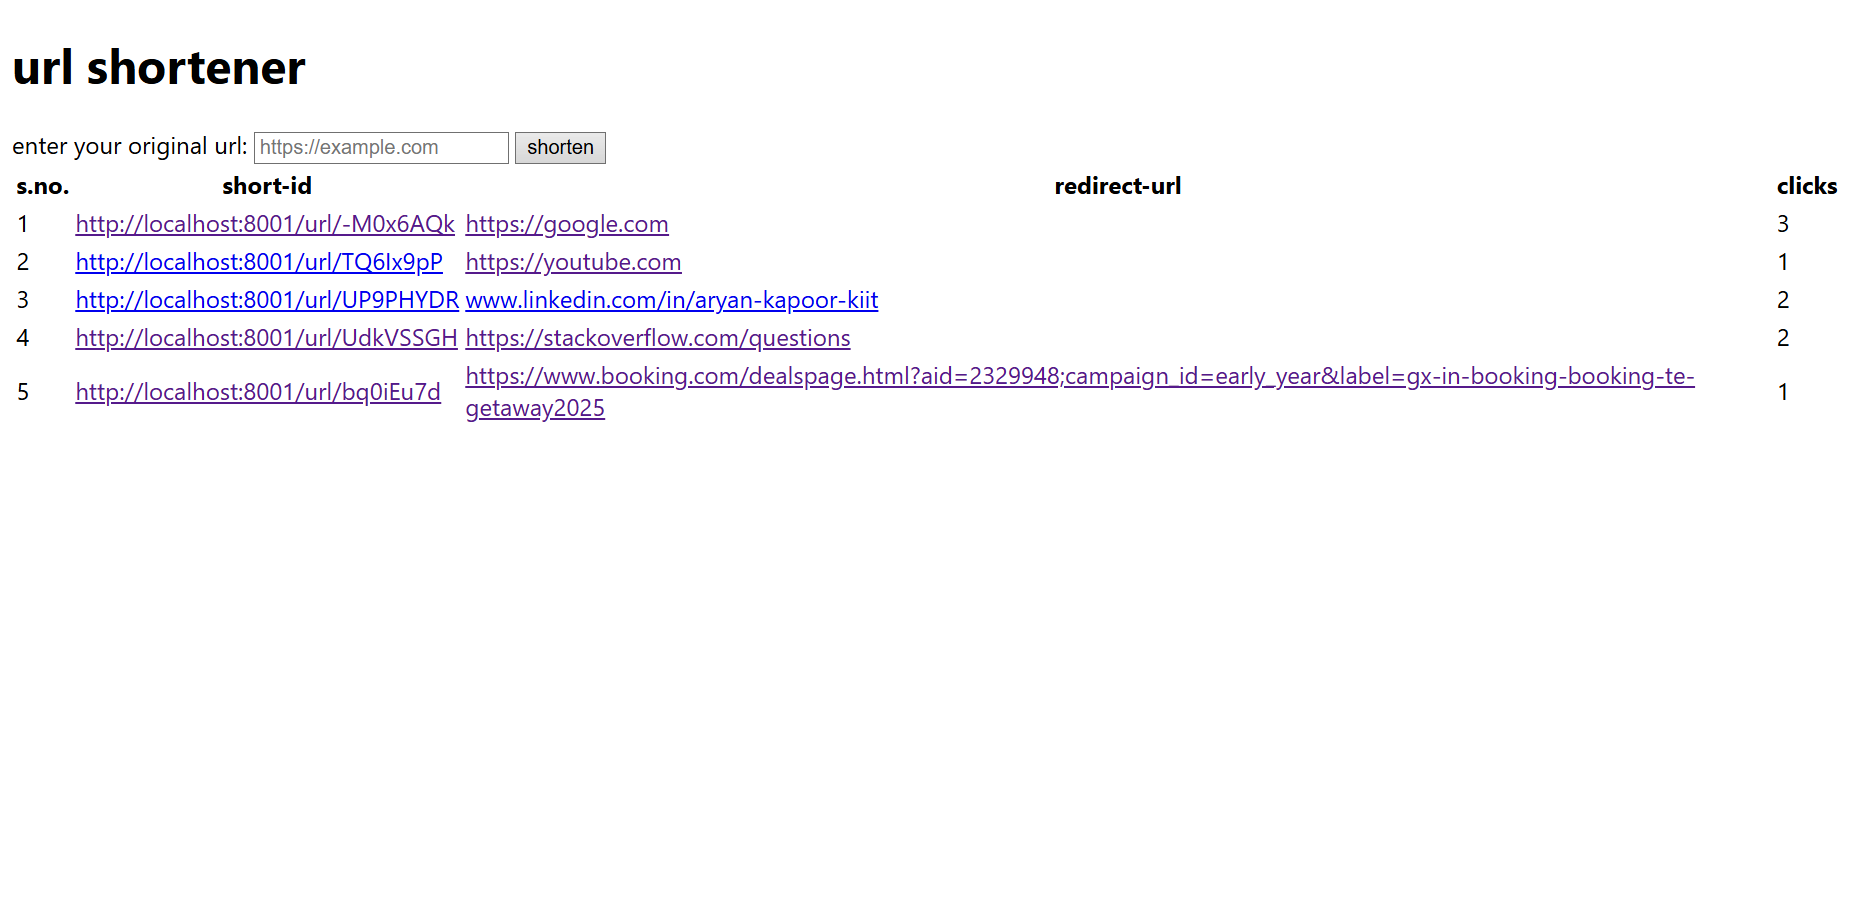 url shortener
enter your original url: https://example.com shorten
s.no. short-id redirect-url clicks
1 http://localhost:8001/url/-M0x6AQk https://google.com 3
2 http://localhost:8001/url/TQ6Ix9pP https://youtube.com 1
3 http://localhost:8001/url/UP9PHYDR www.linkedin.com/in/aryan-kapoor-kiit 2
4 http://localhost:8001/url/UdkVSSGH https://stackoverflow.com/questions 2
5 http://localhost:8001/url/bq0iEu7d https://www.booking.com/dealspage.html?aid=2329948;campaign_id=early_year&label=gx-in-booking-booking-te- 1
getaway2025